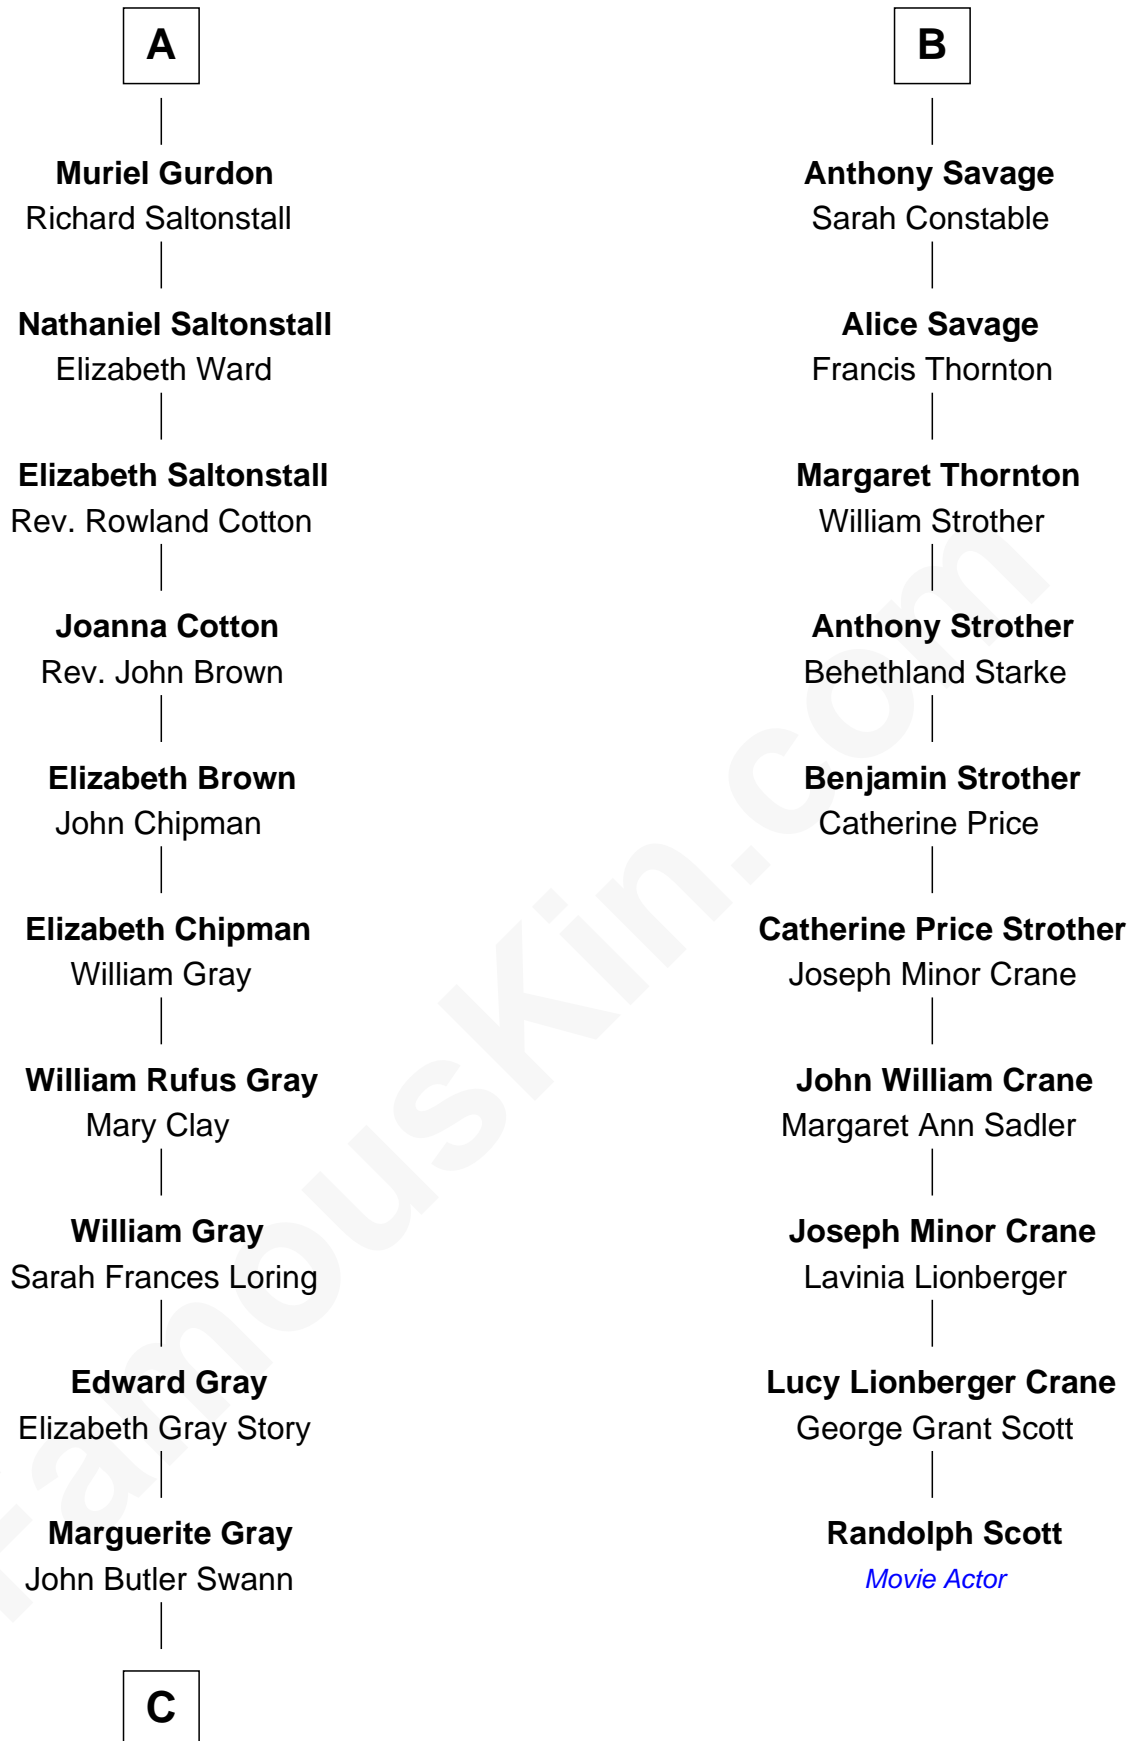 A
Muriel Gurdon
Richard Saltonstall
Nathaniel Saltonstall
Elizabeth Ward
Elizabeth Saltonstall
Rev. Rowland Cotton
Joanna Cotton
Rev. John Brown
Elizabeth Brown
John Chipman
Elizabeth Chipman
William Gray
William Rufus Gray
Mary Clay
William Gray
Sarah Frances Loring
Edward Gray
Elizabeth Gray Story
Marguerite Gray
John Butler Swann
C
B
Anthony Savage
Sarah Constable
Alice Savage
Francis Thornton
Margaret Thornton
William Strother
Anthony Strother
Behethland Starke
Benjamin Strother
Catherine Price
Catherine Price Strother
Joseph Minor Crane
John William Crane
Margaret Ann Sadler
Joseph Minor Crane
Lavinia Lionberger
Lucy Lionberger Crane
George Grant Scott
Randolph Scott
Movie Actor
FamousKin.com